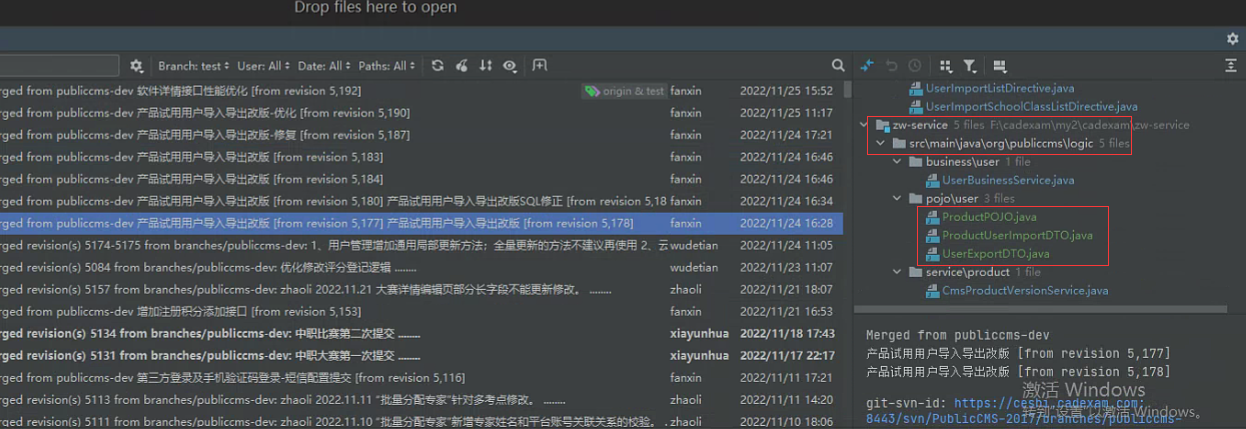 Drop files here to open
Branch: test User: All Date: All Paths: All
rged from publiccms-dev 软件详情接口性能优化 [from revision 5,192] origin & test fanxin 2022/11/25 15:52
rged from publiccms-dev 产品试用用户导入导出改版-优化 [from revision 5,190] fanxin 2022/11/25 11:17
rged from publiccms-dev 产品试用用户导入导出改版-修复 [from revision 5,187] fanxin 2022/11/24 17:21
rged from publiccms-dev 产品试用用户导入导出改版 [from revision 5,183] fanxin 2022/11/24 16:46
rged from publiccms-dev 产品试用用户导入导出改版 [from revision 5,184] fanxin 2022/11/24 16:46
rged from publiccms-dev 产品试用用户导入导出改版 [from revision 5,180] 产品试用用户导入导出改版SQL修正 [from revision 5,18 fanxin 2022/11/24 16:34
rged from publiccms-dev 产品试用用户导入导出改版 [from revision 5,177] 产品试用用户导入导出改版 [from revision 5,178] fanxin 2022/11/24 16:28
rged revision(s) 5174-5175 from branches/publiccms-dev: 1、用户管理增加通用局部更新方法；全量更新的方法不建议再使用 2、云 wudetian 2022/11/24 11:05
rged revision(s) 5084 from branches/publiccms-dev: 优化修改评分登记逻辑 ........ wudetian 2022/11/23 11:07
rged revision(s) 5157 from branches/publiccms-dev: zhaoli 2022.11.21 大赛详情编辑页部分长字段不能更新修改。 ........ zhaoli 2022/11/21 18:07
rged from publiccms-dev 增加注册积分添加接口 [from revision 5,153] fanxin 2022/11/21 16:53
rged revision(s) 5134 from branches/publiccms-dev: 中职比赛第二次提交 ........ xiayunhua 2022/11/18 17:43
rged revision(s) 5131 from branches/publiccms-dev: 中职大赛第一次提交 ........ xiayunhua 2022/11/17 22:17
rged from publiccms-dev 第三方登录及手机验证码登录-短信配置提交 [from revision 5,116] fanxin 2022/11/11 17:21
rged revision(s) 5113 from branches/publiccms-dev: zhaoli 2022.11.11 “批量分配专家”针对多考点修改。 ........ zhaoli 2022/11/11 14:20
rged revision(s) 5111 from branches/publiccms-dev: zhaoli 2022.11.10 “批量分配专家”新增专家姓名和平台账号关联关系的校验。 zhaoli 2022/11/10 18:06
UserImportListDirective.java
UserImportSchoolClassListDirective.java
zw-service 5 files F:\cadexam\my2\cadexam\zw-service
src\main\java\org\publiccms\logic 5 files
business\user 1 file
UserBusinessService.java
pojo\user 3 files
ProductPOJO.java
ProductUserImportDTO.java
UserExportDTO.java
service\product 1 file
CmsProductVersionService.java
Merged from publiccms-dev
产品试用用户导入导出改版 [from revision 5,177]
产品试用用户导入导出改版 [from revision 5,178]
激活 Windows
git-svn-id: https://ceshi.cadexam.com:
转到"设置"以激活 Windows。
8443/svn/PublicCMS-2017/branches/publiccms-